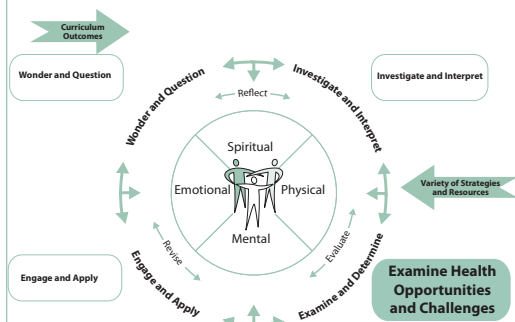 Curriculum
Outcomes
Wonder and Question
Investigate and Interpret
Wonder and Question
Investigate and Interpret
Reflect
Spiritual
Emotional
Physical
Mental
Variety of Strategies
and Resources
Revise
Evaluate
Engage and Apply
Engage and Apply
Examine and Determine
Examine Health
Opportunities
and Challenges